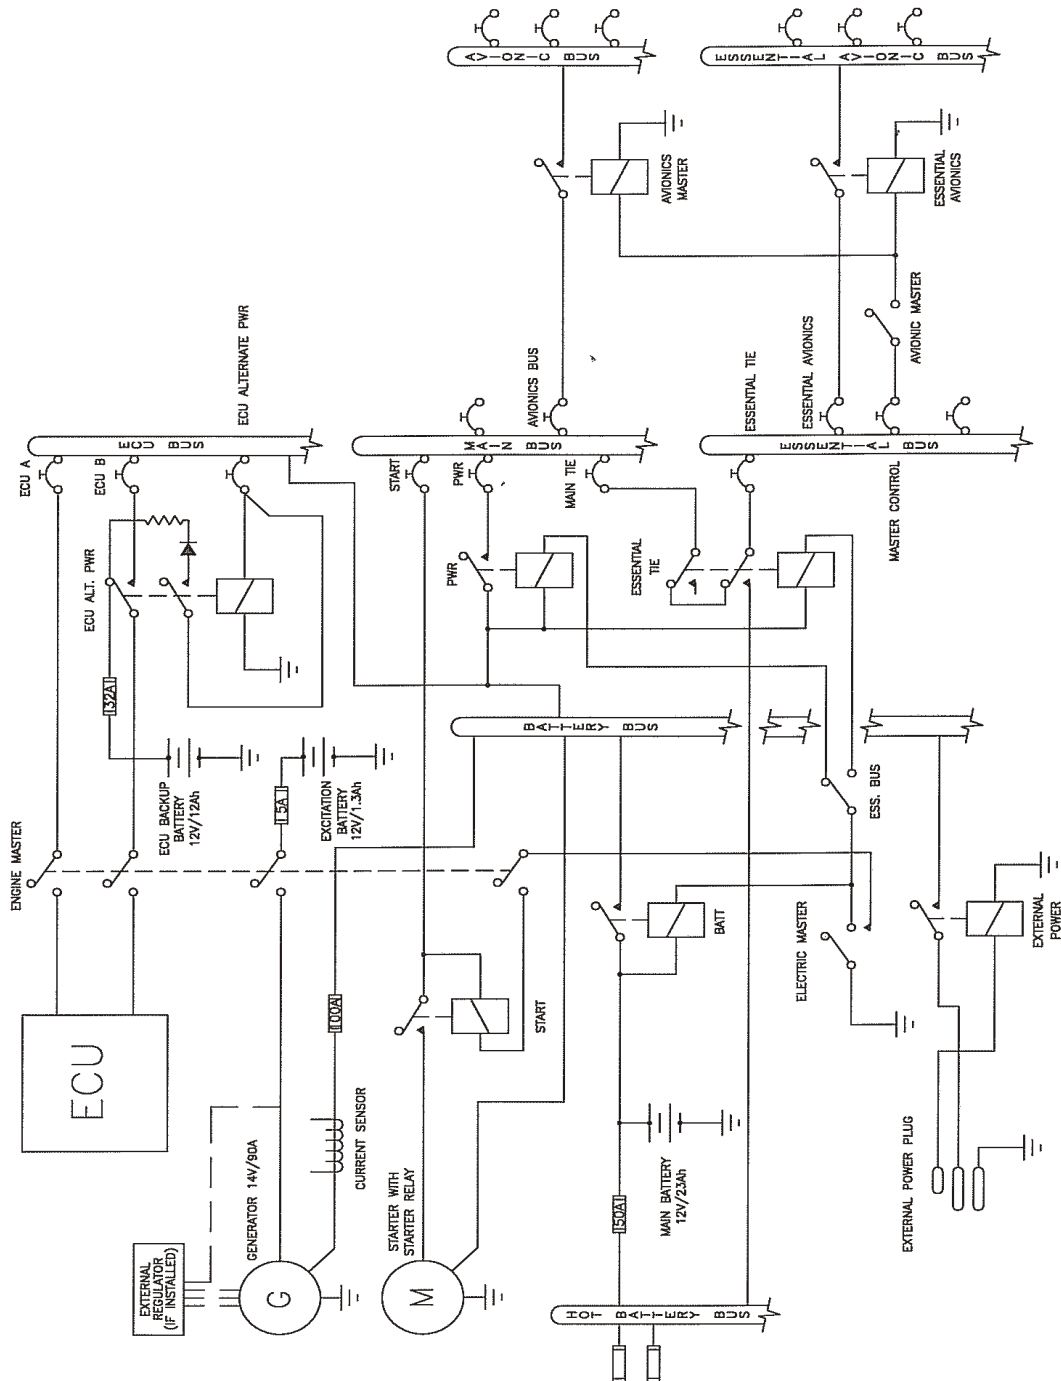 ECU
ENGINE MASTER
ECU A
ECU B
ECU BUS
ECU ALTERNATE PWR
ECU ALT. PWR
32A
ECU BACKUP
BATTERY
12V/12Ah
EXTERNAL
REGULATOR
(IF INSTALLED)
G
GENERATOR 14V/90A
5A
EXCITATION
BATTERY
12V/1.3Ah
100A
CURRENT SENSOR
M
STARTER WITH
STARTER RELAY
START
START
PWR
MAIN TIE
MAIN BUS
PWR
AVIONICS BUS
AVIONICS
MASTER
AVIONIC BUS
BATTERY BUS
HOT BATTERY BUS
50A
MAIN BATTERY
12V/23Ah
BATT
ESSENTIAL
TIE
ESSENTIAL TIE
ESSENTIAL BUS
MASTER CONTROL
ESSENTIAL AVIONICS
AVIONIC MASTER
ESSENTIAL
AVIONICS
ESSENTIAL AVIONIC BUS
ELECTRIC MASTER
ESS. BUS
EXTERNAL POWER PLUG
EXTERNAL
POWER